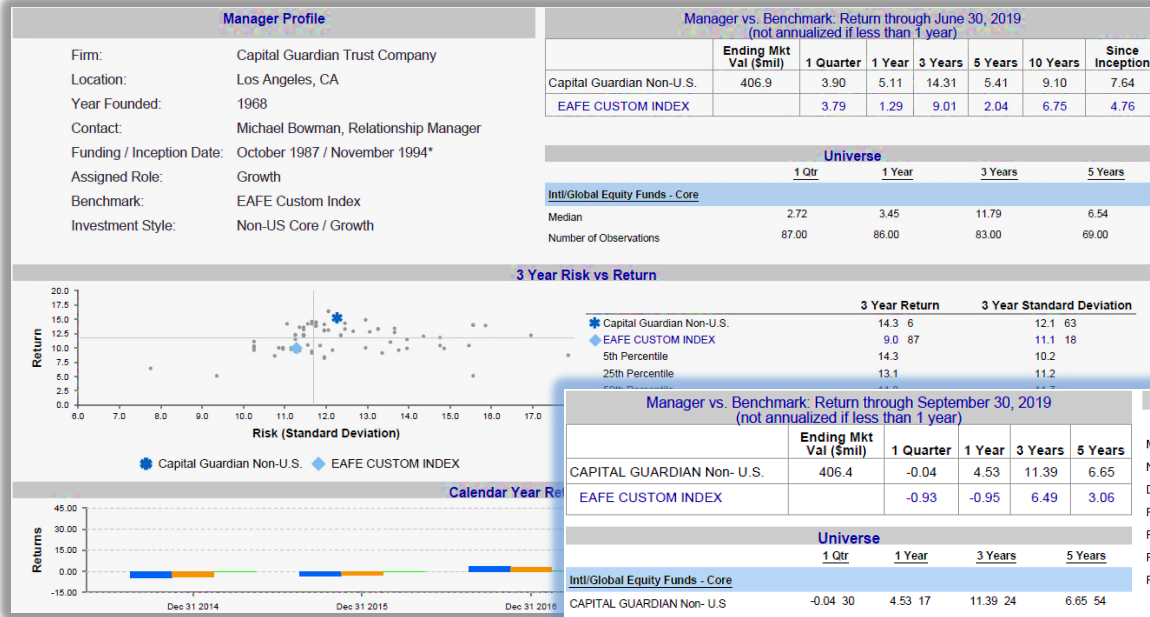 Manager Profile
Firm: Capital Guardian Trust Company
Location: Los Angeles, CA
Year Founded: 1968
Contact: Michael Bowman, Relationship Manager
Funding / Inception Date: October 1987 / November 1994*
Assigned Role: Growth
Benchmark: EAFE Custom Index
Investment Style: Non-US Core / Growth
Manager vs. Benchmark: Return through June 30, 2019
(not annualized if less than 1 year)
Ending Mkt Val ($mil) 1 Quarter 1 Year 3 Years 5 Years 10 Years Since Inception
Capital Guardian Non-U.S. 406.9 3.90 5.11 14.31 5.41 9.10 7.64
EAFE CUSTOM INDEX 3.79 1.29 9.01 2.04 6.75 4.76
Universe
1 Qtr 1 Year 3 Years 5 Years
Intl/Global Equity Funds - Core
Median 2.72 3.45 11.79 6.54
Number of Observations 87.00 86.00 83.00 69.00
3 Year Risk vs Return
Return
20.0
17.5
15.0
12.5
10.0
7.5
5.0
2.5
0.0
6.0 7.0 8.0 9.0 10.0 11.0 12.0 13.0 14.0 15.0 16.0 17.0
Risk (Standard Deviation)
Capital Guardian Non-U.S. EAFE CUSTOM INDEX
3 Year Return 3 Year Standard Deviation
Capital Guardian Non-U.S. 14.3 6 12.1 63
EAFE CUSTOM INDEX 9.0 87 11.1 18
5th Percentile 14.3 10.2
25th Percentile 13.1 11.2
Calendar Year Re
Returns
45.00
30.00
15.00
0.00
-15.00
Dec 31 2014 Dec 31 2015 Dec 31 2016
Manager vs. Benchmark: Return through September 30, 2019
(not annualized if less than 1 year)
Ending Mkt Val ($mil) 1 Quarter 1 Year 3 Years 5 Years
CAPITAL GUARDIAN Non- U.S. 406.4 -0.04 4.53 11.39 6.65
EAFE CUSTOM INDEX -0.93 -0.95 6.49 3.06
Universe
1 Qtr 1 Year 3 Years 5 Years
Intl/Global Equity Funds - Core
CAPITAL GUARDIAN Non- U.S -0.04 30 4.53 17 11.39 24 6.65 54